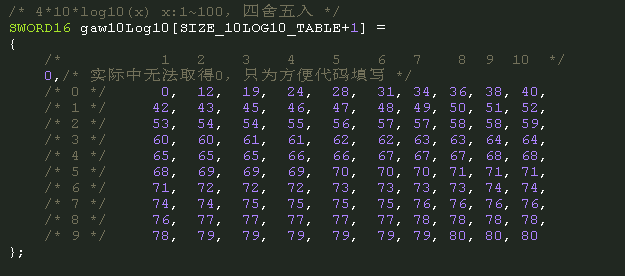 /* 4*10*log10(x) x:1~100, 四舍五入 */
SWORD16 gaw10Log10[SIZE_10LOG10_TABLE+1] =
{
/* 1 2 3 4 5 6 7 8 9 10 */
0,/* 实际中无法取得0, 只为方便代码填写 */
/* 0 */ 0, 12, 19, 24, 28, 31, 34, 36, 38, 40,
/* 1 */ 42, 43, 45, 46, 47, 48, 49, 50, 51, 52,
/* 2 */ 53, 54, 54, 55, 56, 57, 57, 58, 58, 59,
/* 3 */ 60, 60, 61, 61, 62, 62, 63, 63, 64, 64,
/* 4 */ 65, 65, 65, 66, 66, 67, 67, 67, 68, 68,
/* 5 */ 68, 69, 69, 69, 70, 70, 70, 71, 71, 71,
/* 6 */ 71, 72, 72, 72, 73, 73, 73, 73, 74, 74,
/* 7 */ 74, 74, 75, 75, 75, 75, 76, 76, 76, 76,
/* 8 */ 76, 77, 77, 77, 77, 77, 78, 78, 78, 78,
/* 9 */ 78, 79, 79, 79, 79, 79, 79, 80, 80, 80
};